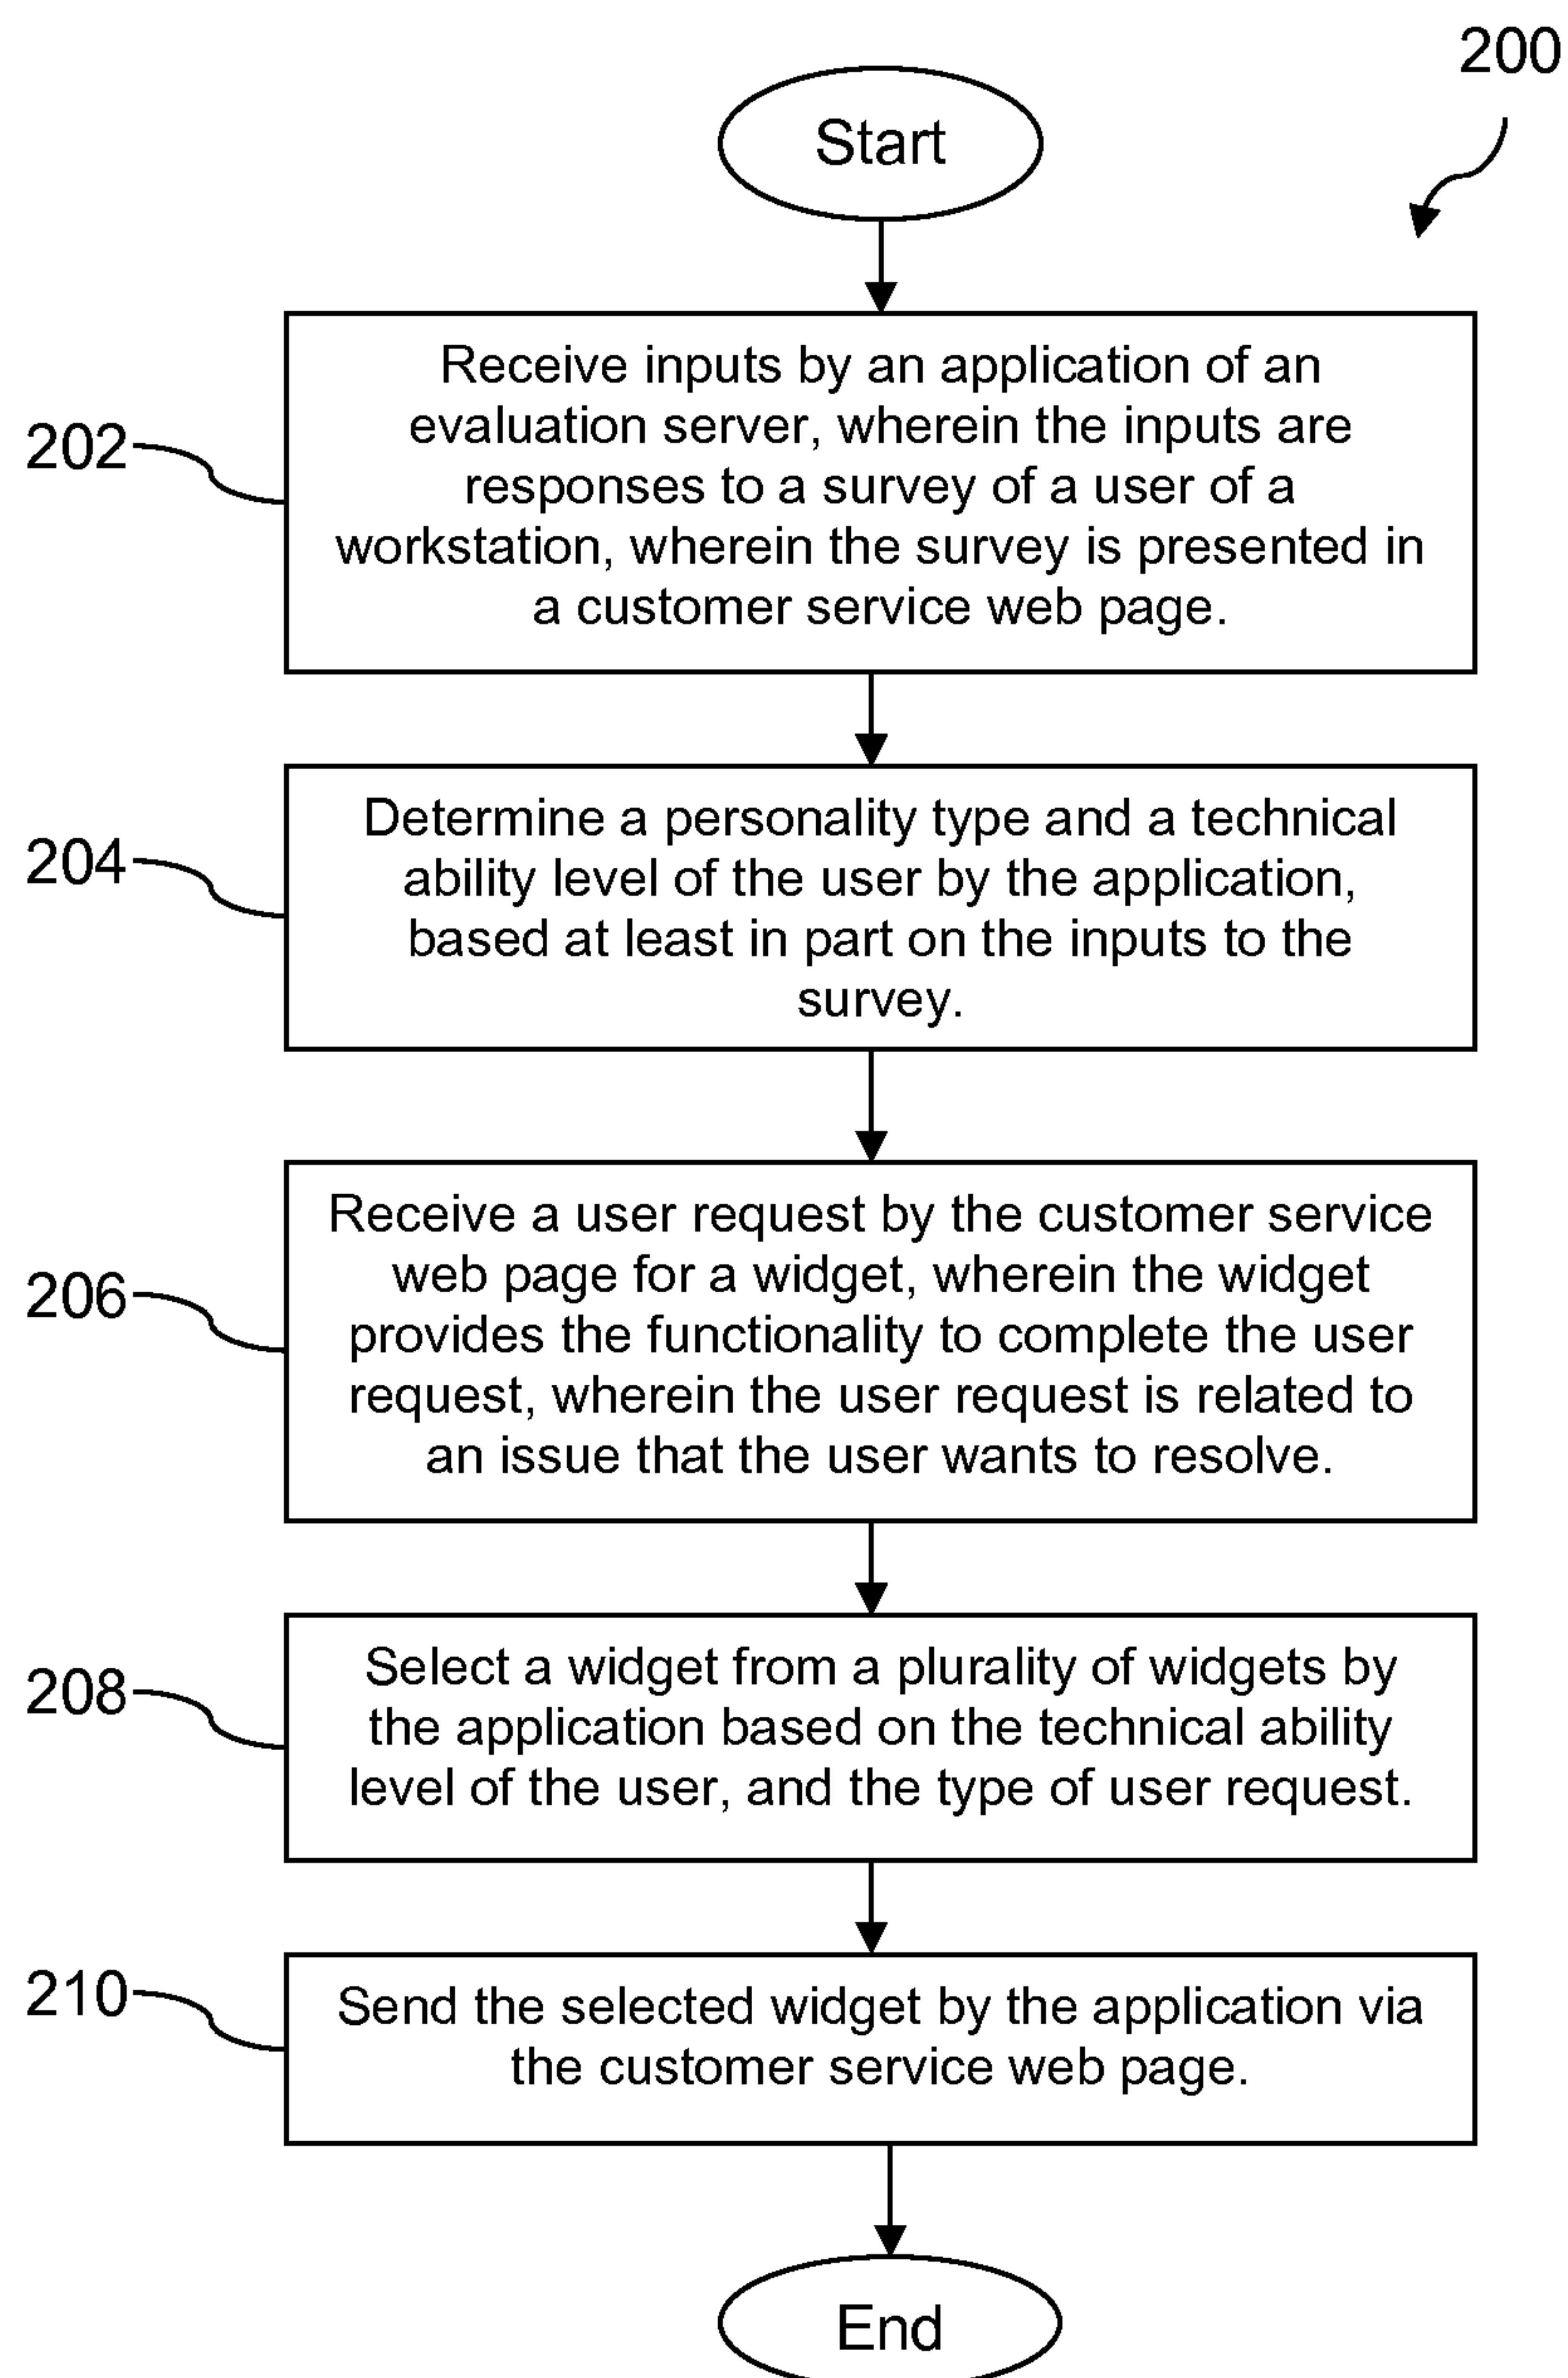 200
Start
202
Receive inputs by an application of an
evaluation server, wherein the inputs are
responses to a survey of a user of a
workstation, wherein the survey is presented in
a customer service web page.
204
Determine a personality type and a technical
ability level of the user by the application,
based at least in part on the inputs to the
survey.
206
Receive a user request by the customer service
web page for a widget, wherein the widget
provides the functionality to complete the user
request, wherein the user request is related to
an issue that the user wants to resolve.
208
Select a widget from a plurality of widgets by
the application based on the technical ability
level of the user, and the type of user request.
210
Send the selected widget by the application via
the customer service web page.
End